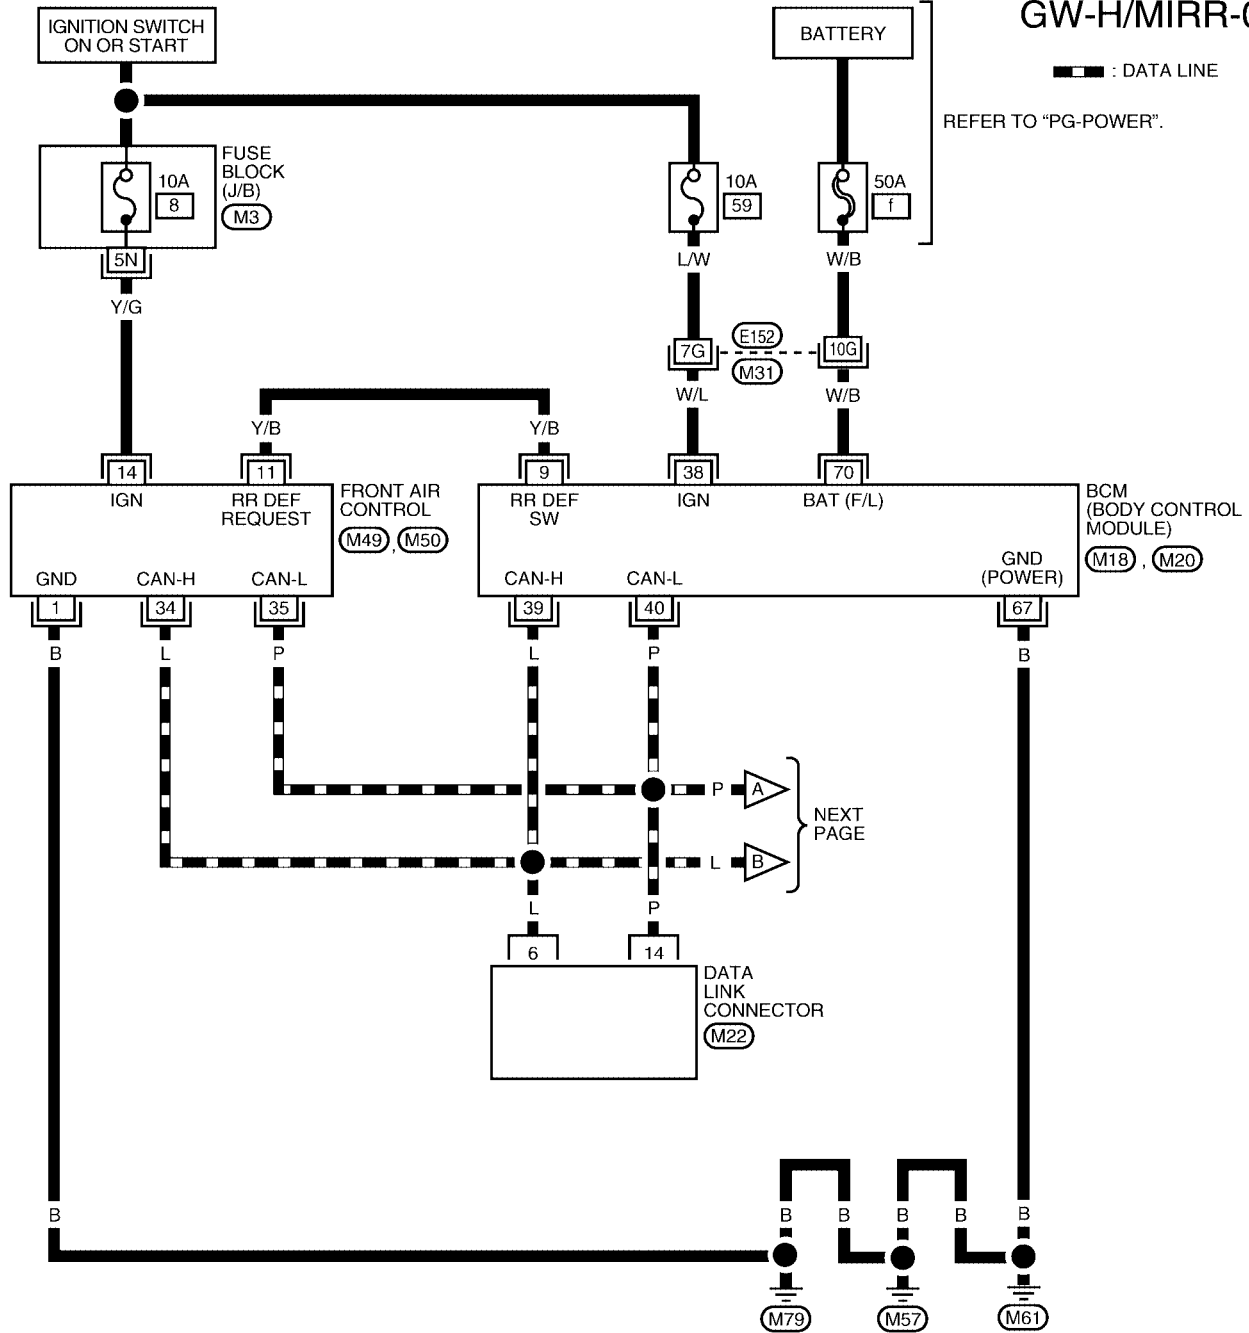 GW-H/MIRR-0
IGNITION SWITCH
ON OR START
BATTERY
: DATA LINE
REFER TO “PG-POWER”.
FUSE
BLOCK
(J/B)
M3
10A
8
10A
59
50A
f
5N
Y/G
L/W
W/B
7G
E152
M31
10G
W/L
W/B
Y/B
Y/B
14
11
9
38
70
IGN
RR DEF
REQUEST
FRONT AIR
CONTROL
M49 , M50
RR DEF
SW
IGN
BAT (F/L)
BCM
(BODY CONTROL
MODULE)
M18 , M20
GND
CAN-H
CAN-L
CAN-H
CAN-L
GND
(POWER)
1
34
35
39
40
67
B
L
P
L
P
B
P
A
L
B
NEXT
PAGE
L
P
6
14
DATA
LINK
CONNECTOR
M22
B
B
B
B
B
B
M79
M57
M61